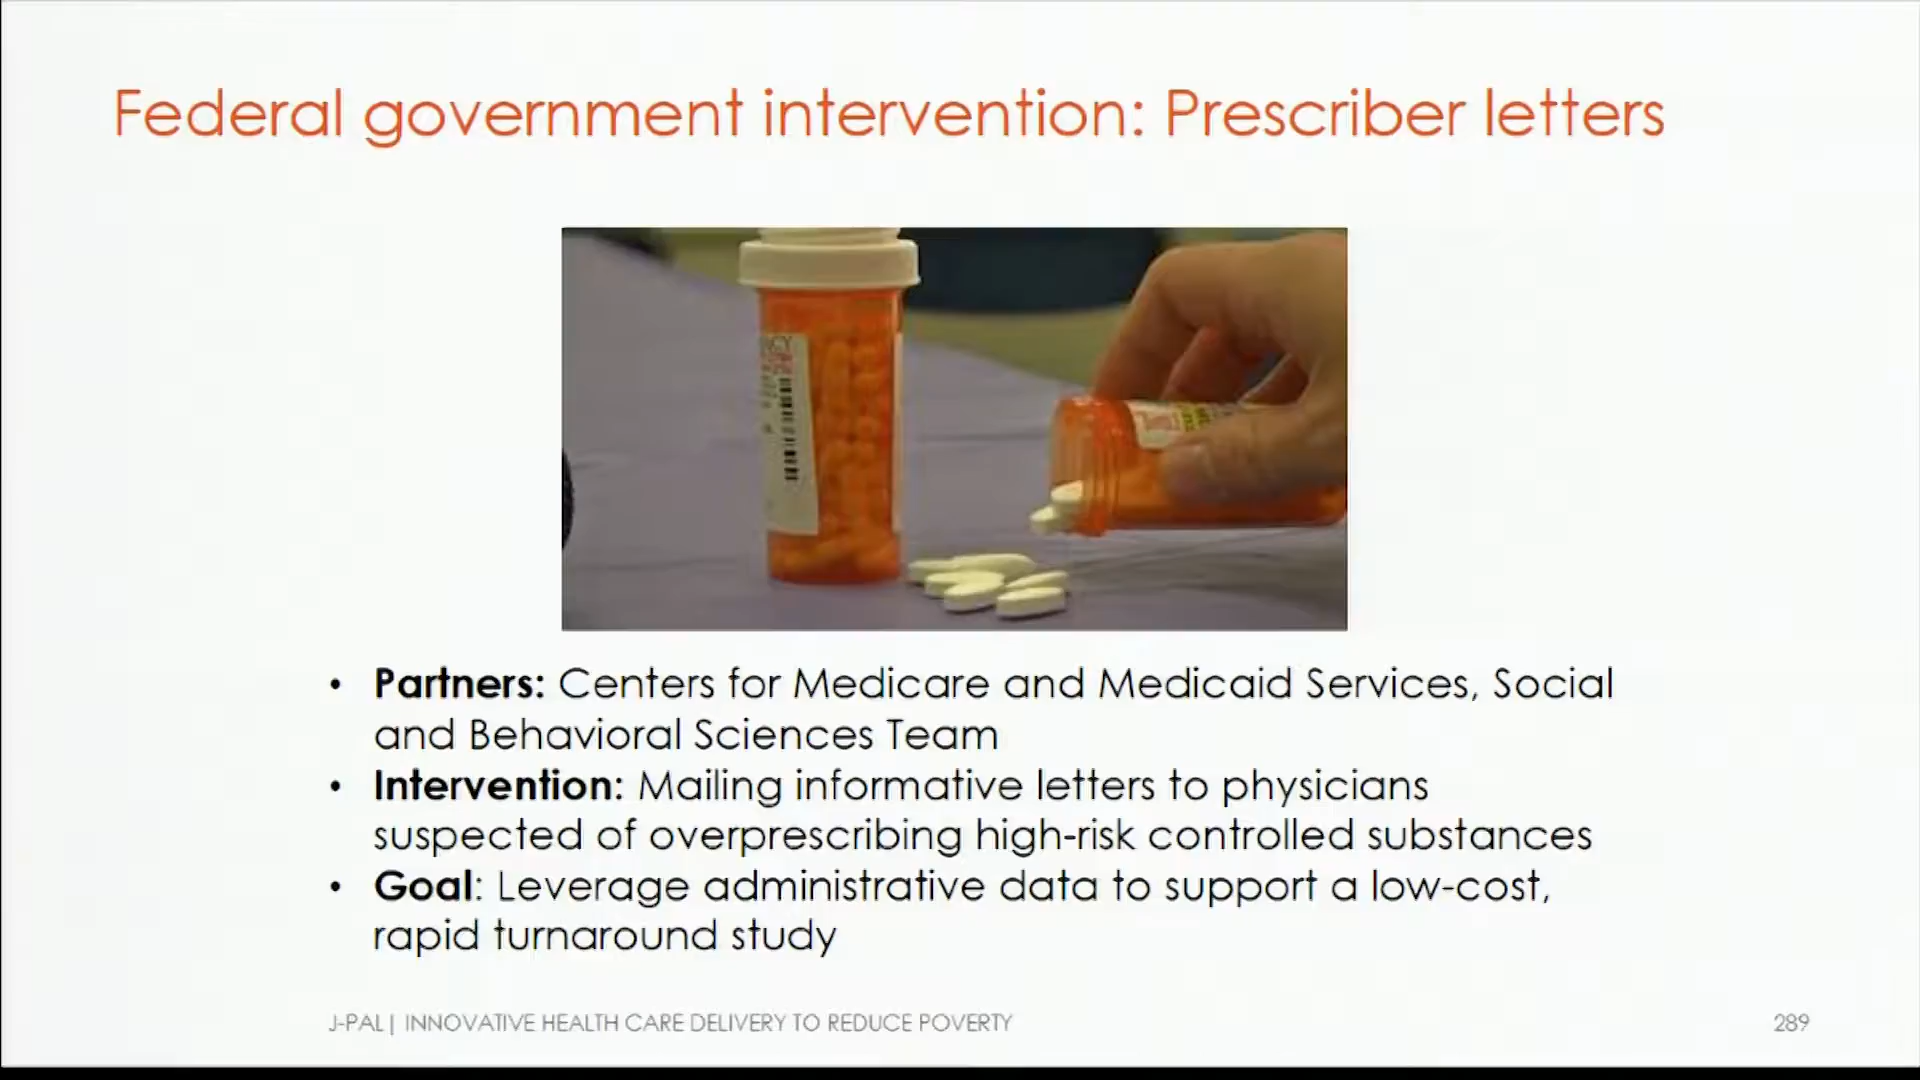 Federal government intervention: Prescriber letters
• Partners: Centers for Medicare and Medicaid Services, Social
and Behavioral Sciences Team
• Intervention: Mailing informative letters to physicians
suspected of overprescribing high-risk controlled substances
• Goal: Leverage administrative data to support a low-cost,
rapid turnaround study
J-PAL | INNOVATIVE HEALTH CARE DELIVERY TO REDUCE POVERTY
289